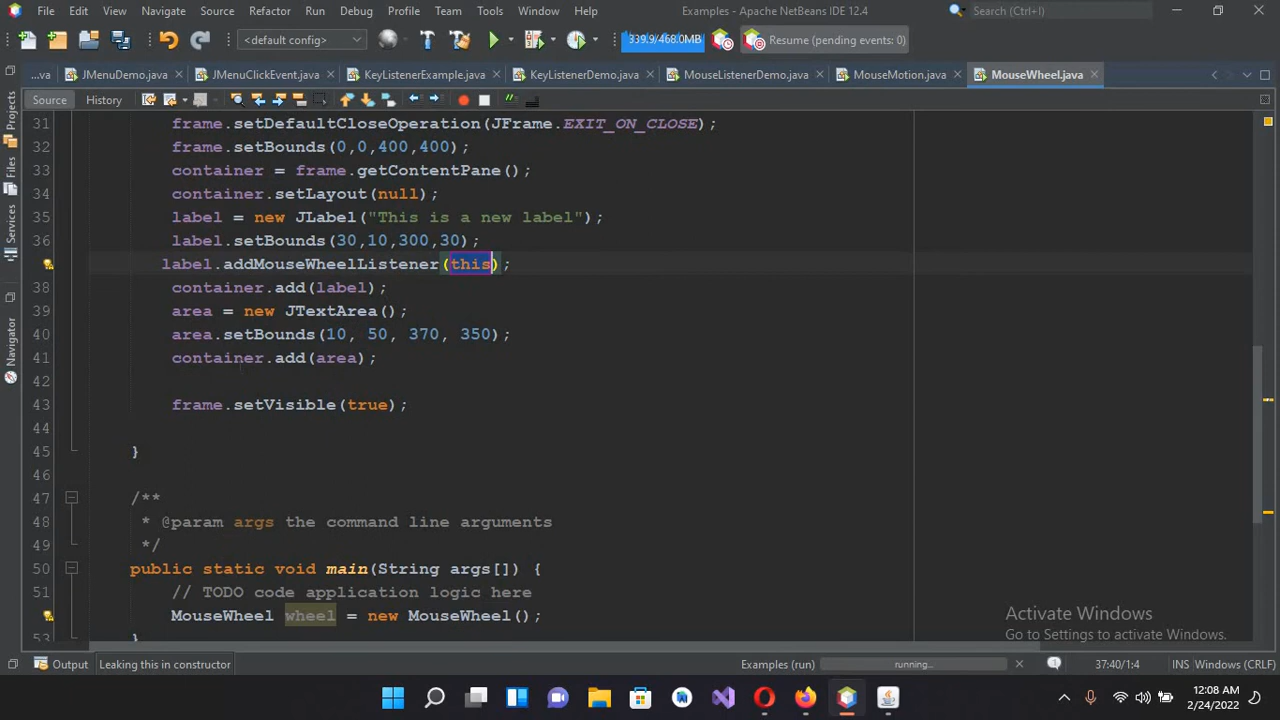 File Edit View Navigate Source Refactor Run Debug Profile Team Tools Window Help Examples - Apache NetBeans IDE 12.4 Search (Ctrl+I)
<default config> 339.9/468.0MB Resume (pending events: 0)
...va JMenuDemo.java JMenuClickEvent.java KeyListenerExample.java KeyListenerDemo.java MouseListenerDemo.java MouseMotion.java MouseWheel.java
Source History
Projects
Files
Services
Navigator
31 frame.setDefaultCloseOperation(JFrame.EXIT_ON_CLOSE);
32 frame.setBounds(0,0,400,400);
33 container = frame.getContentPane();
34 container.setLayout(null);
35 label = new JLabel("This is a new label");
36 label.setBounds(30,10,300,30);
label.addMouseWheelListener(this);
38 container.add(label);
39 area = new JTextArea();
40 area.setBounds(10, 50, 370, 350);
41 container.add(area);
42
43 frame.setVisible(true);
44
45 }
46
47 /**
48 * @param args the command line arguments
49 */
50 public static void main(String args[]) {
51 // TODO code application logic here
MouseWheel wheel = new MouseWheel();
53 }
Activate Windows
Go to Settings to activate Windows.
Output Leaking this in constructor Examples (run) running... 37:40/1:4 INS Windows (CRLF)
12:08 AM
2/24/2022